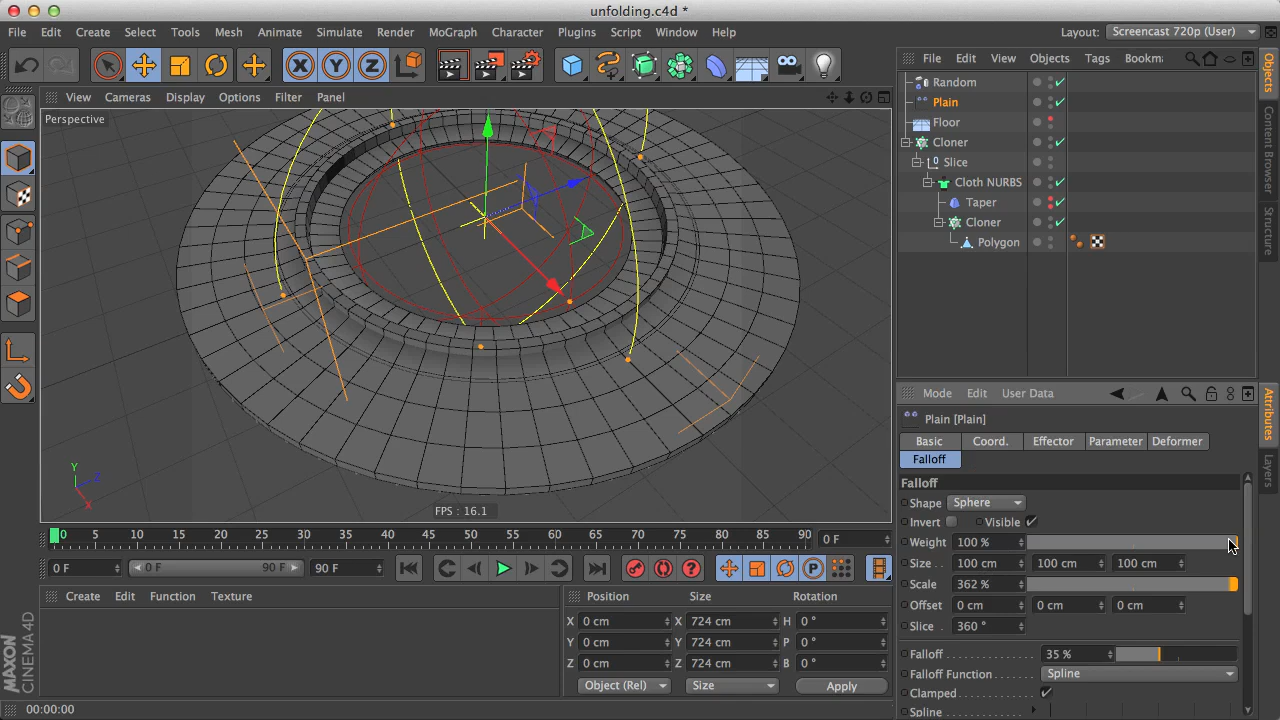 unfolding.c4d *
File Edit Create Select Tools Mesh Animate Simulate Render MoGraph Character Plugins Script Window Help Layout: Screencast 720p (User)
X Y Z
File Edit View Objects Tags Bookm
View Cameras Display Options Filter Panel
Perspective
Random
Plain
Floor
Cloner
Slice
Cloth NURBS
Taper
Cloner
Polygon
Objects
Content Browser
Structure
Y Z X
FPS : 16.1
Mode Edit User Data
Plain [Plain]
Basic Coord. Effector Parameter Deformer
Falloff
Attributes
Layers
Falloff
Shape Sphere
Invert Visible
Weight 100 %
Size . . 100 cm 100 cm 100 cm
Scale 362 %
Offset 0 cm 0 cm 0 cm
Slice . 360 °
Falloff . . . . . . . . . . . . . 35 %
Falloff Function . Spline
Clamped . . . . . . . . . . .
Spline
0 5 10 15 20 25 30 35 40 45 50 55 60 65 70 75 80 85 90 0 F
0 F 0 F 90 F 90 F
P
Create Edit Function Texture
Position Size Rotation
X 0 cm X 724 cm H 0 °
Y 0 cm Y 724 cm P 0 °
Z 0 cm Z 724 cm B 0 °
Object (Rel) Size Apply
MAXON
CINEMA4D
00:00:00